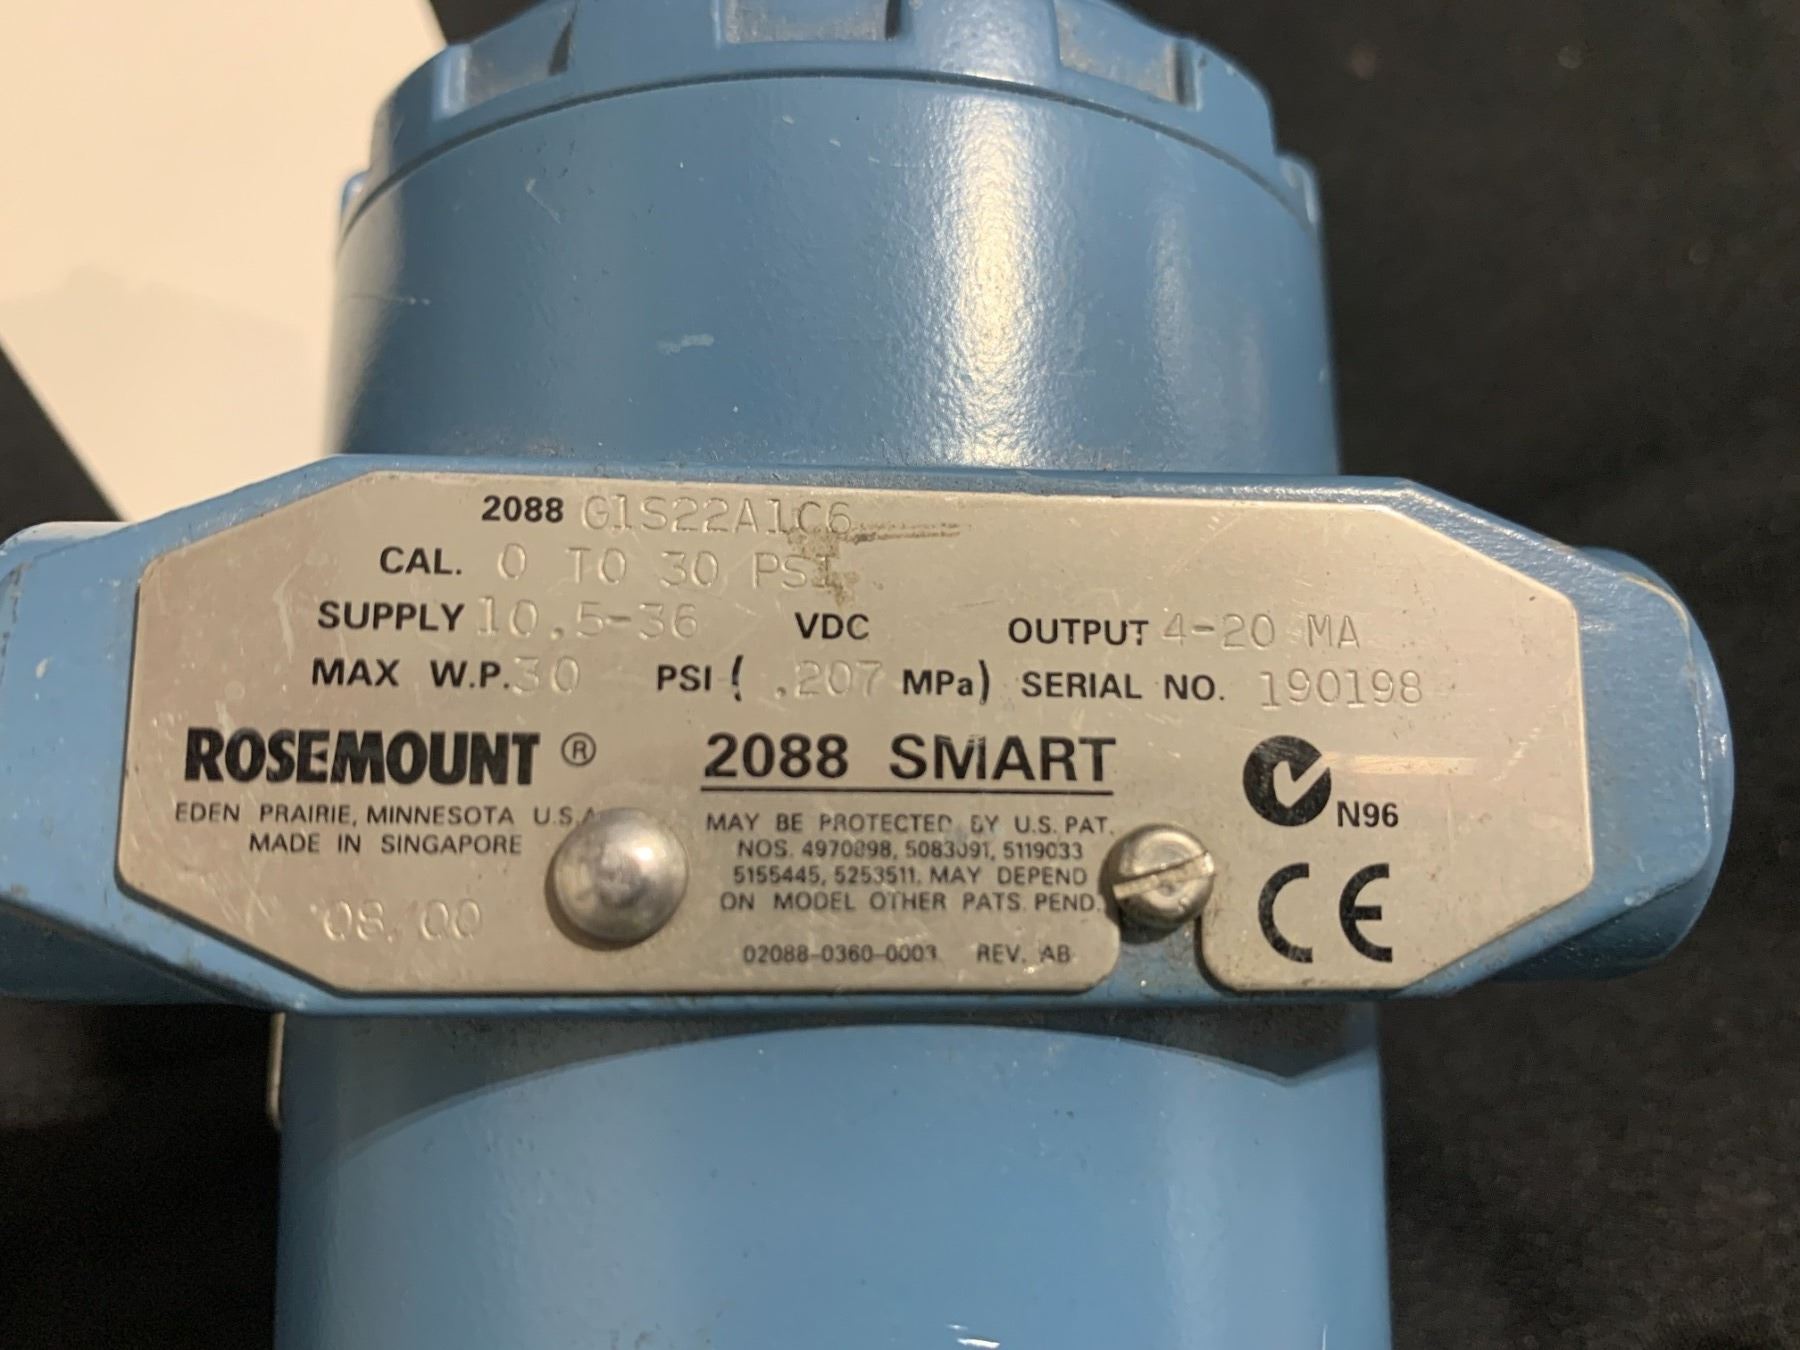 2088 G1S22A1C6
CAL. 0 TO 30 PSI
SUPPLY 10.5-36 VDC OUTPUT 4-20 MA
MAX W.P. 30 PSI ( .207 MPa) SERIAL NO. 190198
ROSEMOUNT ® 2088 SMART
EDEN PRAIRIE, MINNESOTA U.S.A.
MADE IN SINGAPORE
08/00
MAY BE PROTECTED BY U.S. PAT.
NOS. 4970898, 5083091, 5119033
5155445, 5253511. MAY DEPEND
ON MODEL OTHER PATS. PEND.
02088-0360-0003 REV. AB
N96
CE